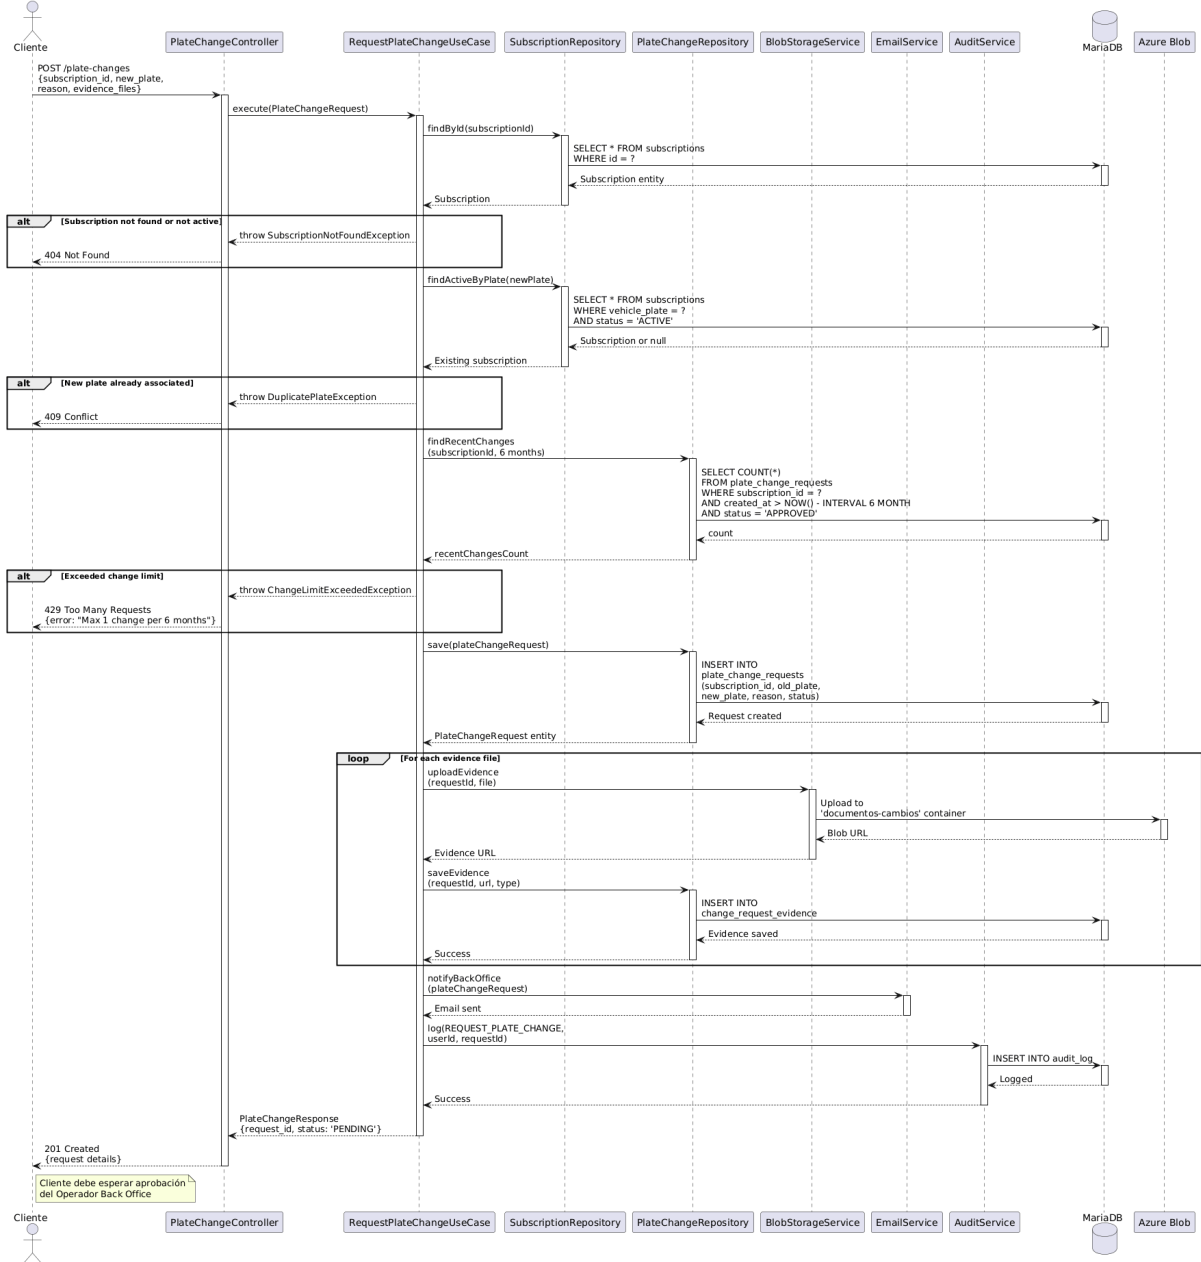 Cliente
PlateChangeController
RequestPlateChangeUseCase
SubscriptionRepository
PlateChangeRepository
BlobStorageService
EmailService
AuditService
MariaDB
Azure Blob
POST /plate-changes
{subscription_id, new_plate,
reason, evidence_files}
execute(PlateChangeRequest)
findById(subscriptionId)
SELECT * FROM subscriptions
WHERE id = ?
Subscription entity
Subscription
alt [Subscription not found or not active]
throw SubscriptionNotFoundException
404 Not Found
findActiveByPlate(newPlate)
SELECT * FROM subscriptions
WHERE vehicle_plate = ?
AND status = 'ACTIVE'
Subscription or null
Existing subscription
alt [New plate already associated]
throw DuplicatePlateException
409 Conflict
findRecentChanges
(subscriptionId, 6 months)
SELECT COUNT(*)
FROM plate_change_requests
WHERE subscription_id = ?
AND created_at > NOW() - INTERVAL 6 MONTH
AND status = 'APPROVED'
count
recentChangesCount
alt [Exceeded change limit]
throw ChangeLimitExceededException
429 Too Many Requests
{error: "Max 1 change per 6 months"}
save(plateChangeRequest)
INSERT INTO
plate_change_requests
(subscription_id, old_plate,
new_plate, reason, status)
Request created
PlateChangeRequest entity
loop [For each evidence file]
uploadEvidence
(requestId, file)
Upload to
'documentos-cambios' container
Blob URL
Evidence URL
saveEvidence
(requestId, url, type)
INSERT INTO
change_request_evidence
Evidence saved
Success
notifyBackOffice
(plateChangeRequest)
Email sent
log(REQUEST_PLATE_CHANGE,
userId, requestId)
INSERT INTO audit_log
Logged
Success
PlateChangeResponse
{request_id, status: 'PENDING'}
201 Created
{request details}
Cliente debe esperar aprobación
del Operador Back Office
Cliente
PlateChangeController
RequestPlateChangeUseCase
SubscriptionRepository
PlateChangeRepository
BlobStorageService
EmailService
AuditService
MariaDB
Azure Blob